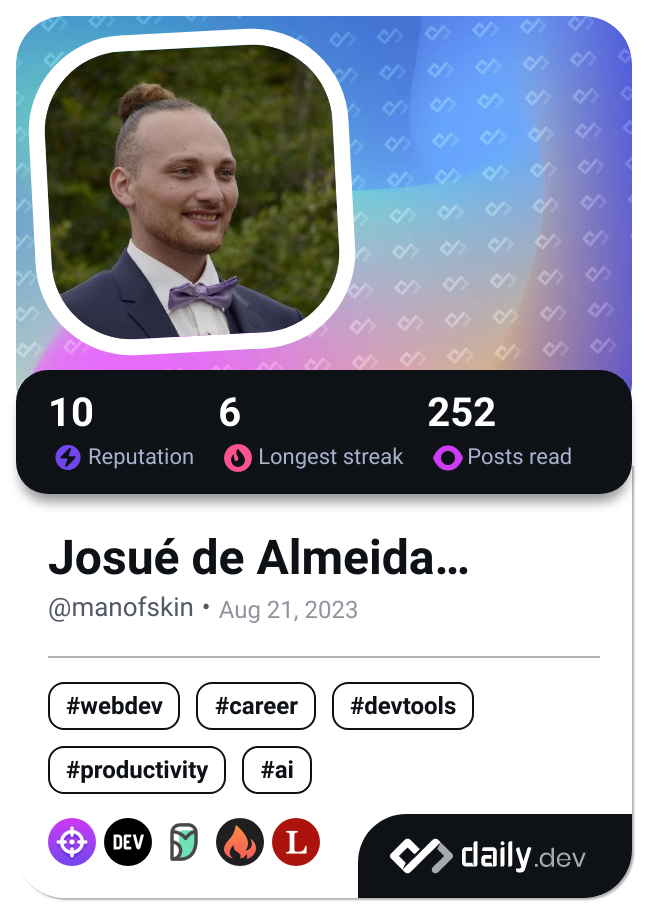 10 6 252
Reputation Longest streak Posts read
Josué de Almeida...
@manofskin • Aug 21, 2023
#webdev #career #devtools
#productivity #ai
DEV L
daily.dev